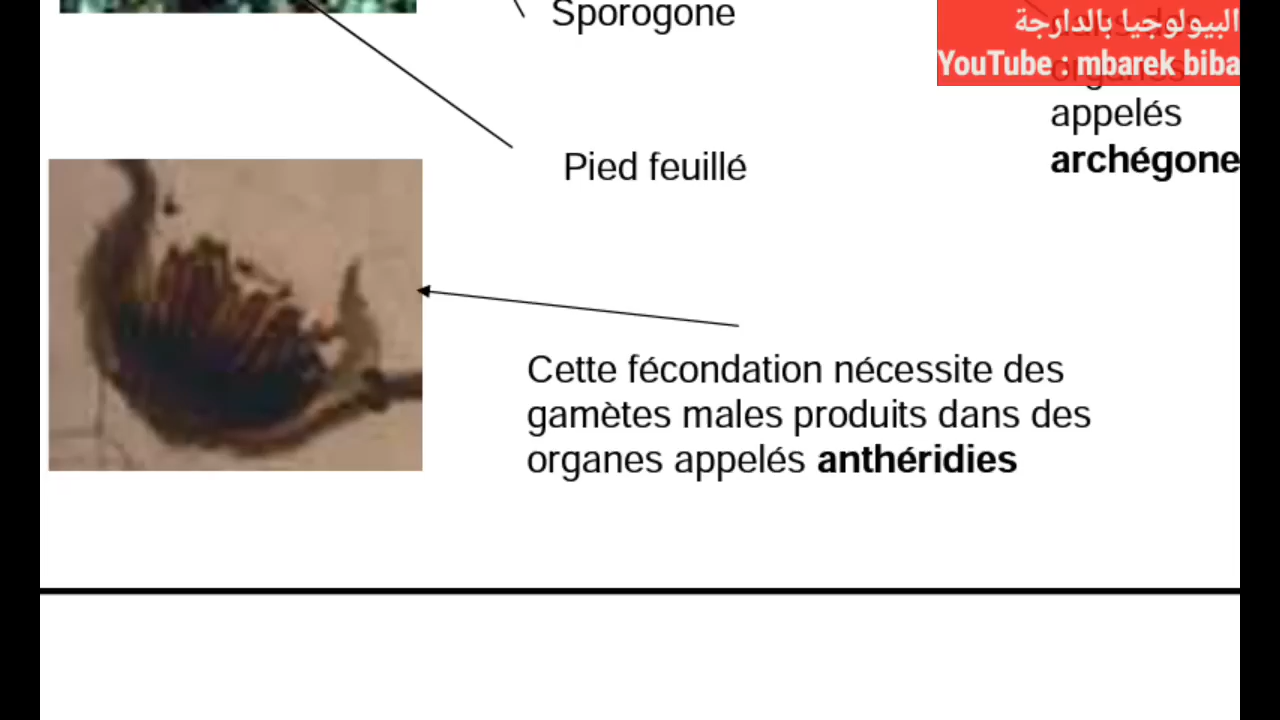 Sporogone
البيولوجيا بالدارجة
YouTube : mbarek biba
organes
appelés
archégone
Pied feuillé
Cette fécondation nécessite des
gamètes males produits dans des
organes appelés anthéridies